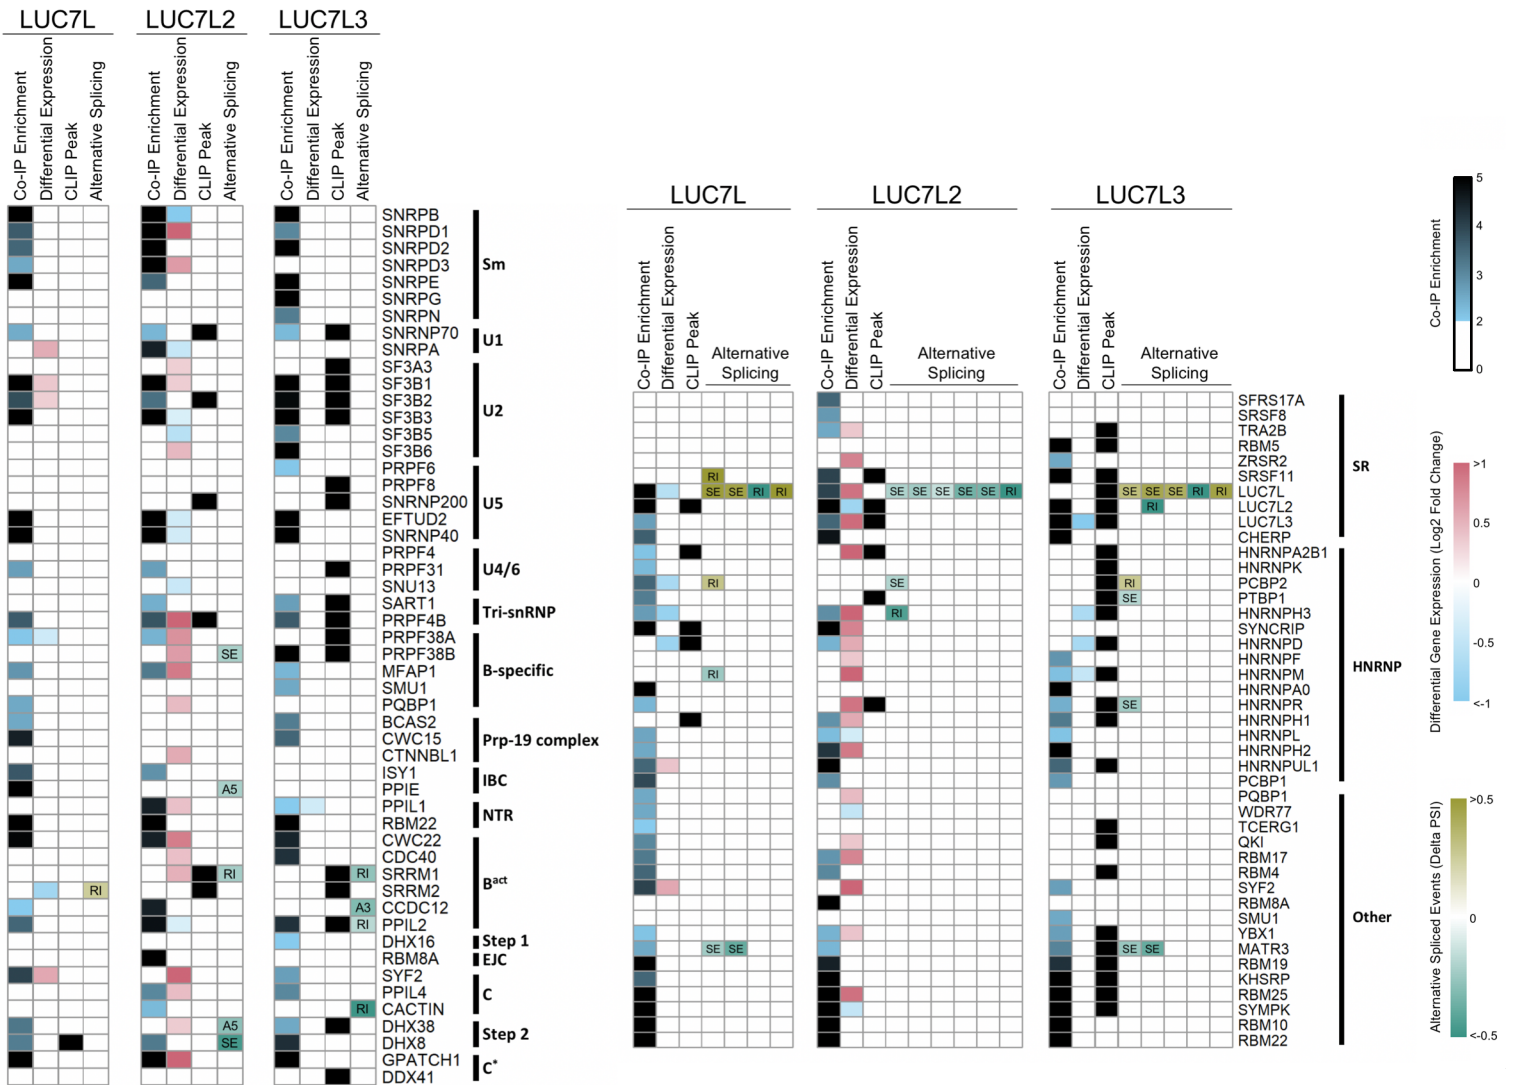 LUC7L LUC7L2 LUC7L3
Co-IP Enrichment
Differential Expression
CLIP Peak
Alternative Splicing
Co-IP Enrichment
Differential Expression
CLIP Peak
Alternative Splicing
Co-IP Enrichment
Differential Expression
CLIP Peak
Alternative Splicing
SNRPB
SNRPD1
SNRPD2
SNRPD3
SNRPE
SNRPG
SNRPN
Sm
SNRNP70
SNRPA
U1
SF3A3
SF3B1
SF3B2
SF3B3
SF3B5
SF3B6
U2
PRPF6
PRPF8
SNRNP200
EFTUD2
SNRNP40
U5
PRPF4
PRPF31
SNU13
U4/6
SART1
PRPF4B
Tri-snRNP
PRPF38A
SE PRPF38B
MFAP1
SMU1
PQBP1
B-specific
BCAS2
CWC15
CTNNBL1
Prp-19 complex
ISY1
A5 PPIE
IBC
PPIL1
RBM22
NTR
CWC22
CDC40
RI RI SRRM1
RI SRRM2
A3 CCDC12
RI PPIL2
Bact
DHX16
Step 1
RBM8A
EJC
SYF2
PPIL4
RI CACTIN
C
A5 DHX38
SE DHX8
Step 2
GPATCH1
DDX41
C*
LUC7L LUC7L2 LUC7L3
Co-IP Enrichment
Differential Expression
CLIP Peak
Alternative
Splicing
Co-IP Enrichment
Differential Expression
CLIP Peak
Alternative
Splicing
Co-IP Enrichment
Differential Expression
CLIP Peak
Alternative
Splicing
SFRS17A
SRSF8
TRA2B
RBM5
ZRSR2
RI SRSF11
SE SE RI RI SE SE SE SE SE RI SE SE SE RI RI LUC7L
RI LUC7L2
LUC7L3
CHERP
SR
HNRNPA2B1
HNRNPK
RI SE RI PCBP2
SE PTBP1
RI HNRNPH3
SYNCRIP
HNRNPD
HNRNPF
RI HNRNPM
HNRNPA0
SE HNRNPR
HNRNPH1
HNRNPL
HNRNPH2
HNRNPUL1
PCBP1
HNRNP
PQBP1
WDR77
TCERG1
QKI
RBM17
RBM4
SYF2
RBM8A
SMU1
YBX1
SE SE SE SE MATR3
RBM19
KHSRP
RBM25
SYMPK
RBM10
RBM22
Other
Co-IP Enrichment
5
4
3
2
0
Differential Gene Expression (Log2 Fold Change)
>1
0.5
0
-0.5
<-1
Alternative Spliced Events (Delta PSI)
>0.5
0
<-0.5